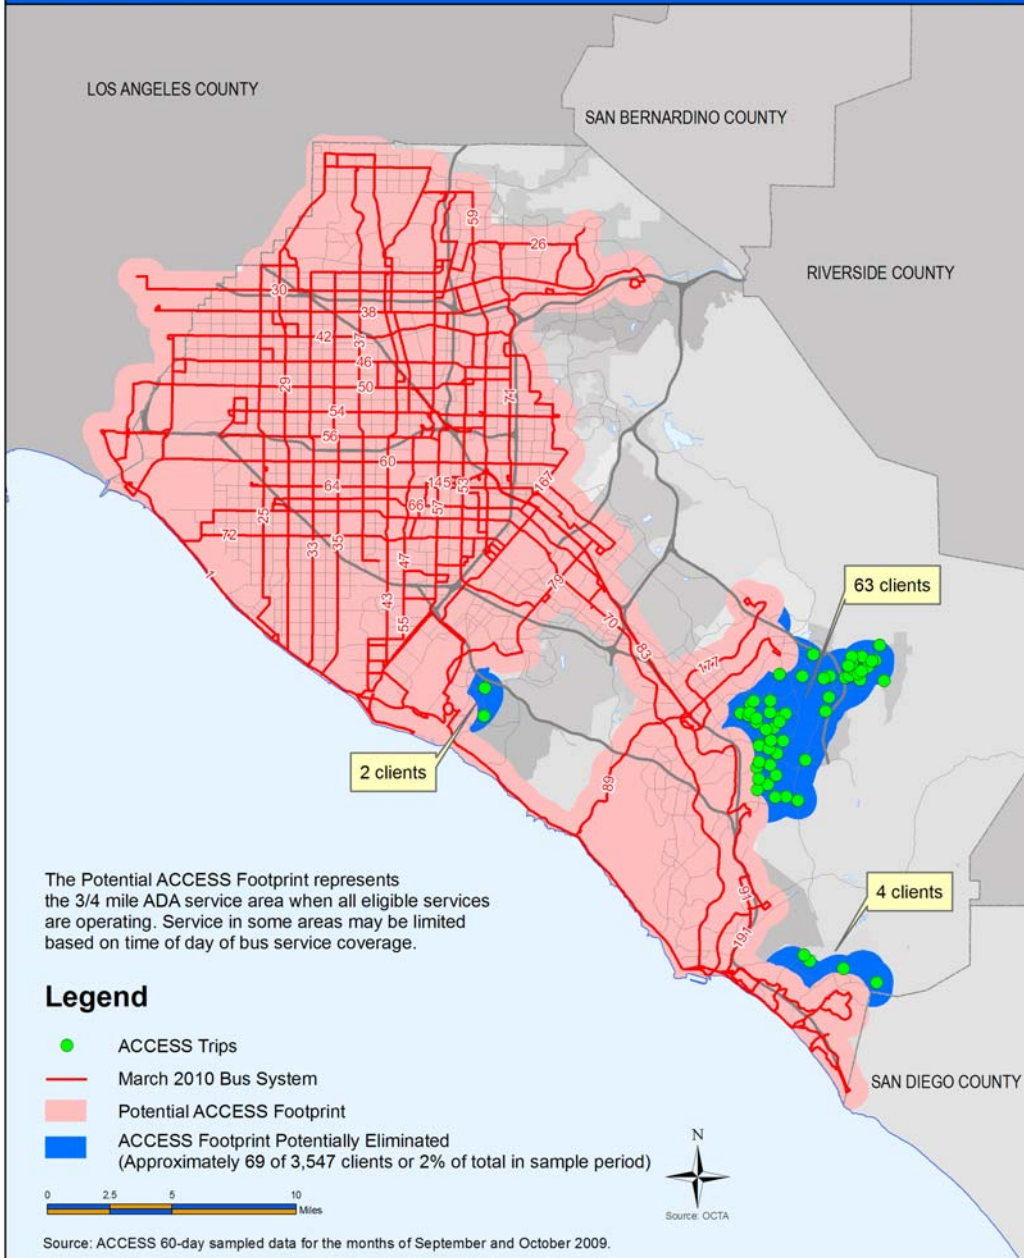 LOS ANGELES COUNTY
SAN BERNARDINO COUNTY
RIVERSIDE COUNTY
59
26
30
38
42
37
46
29
50
71
54
56
60
64
145
53
167
66
57
25
72
33
35
47
1
79
43
55
70
83
177
63 clients
2 clients
89
4 clients
91
191
The Potential ACCESS Footprint represents
the 3/4 mile ADA service area when all eligible services
are operating. Service in some areas may be limited
based on time of day of bus service coverage.
Legend
ACCESS Trips
March 2010 Bus System
Potential ACCESS Footprint
ACCESS Footprint Potentially Eliminated
(Approximately 69 of 3,547 clients or 2% of total in sample period)
SAN DIEGO COUNTY
N
Source: OCTA
0 2.5 5 10
Miles
Source: ACCESS 60-day sampled data for the months of September and October 2009.